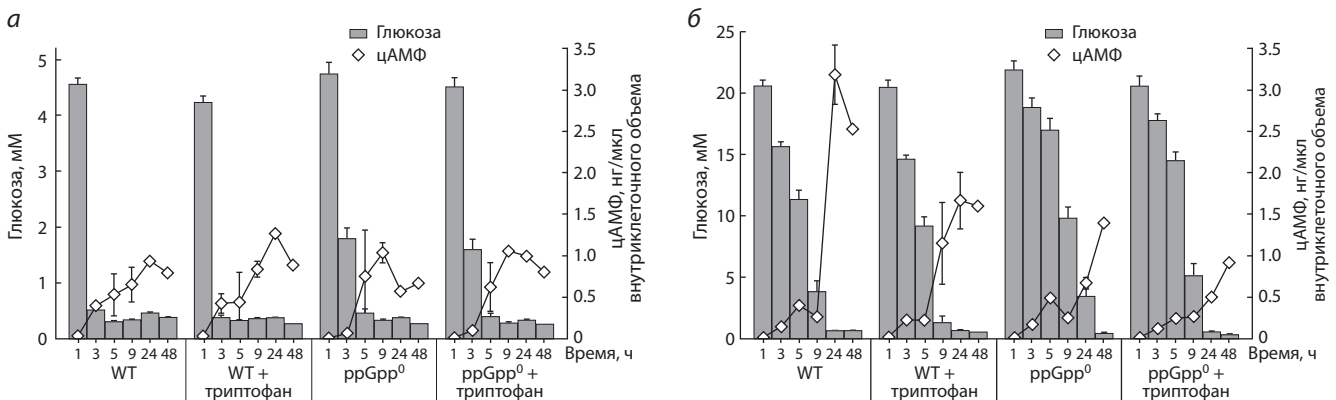 а
Глюкоза
цАМФ
Глюкоза, мМ
5
4
3
2
1
0
3.5
3.0
2.5
2.0
1.5
1.0
0.5
0
цАМФ, нг/мкл
внутриклеточного объема
1 3 5 9 24 48 1 3 5 9 24 48 1 3 5 9 24 48 1 3 5 9 24 48 Время, ч
WT WT + триптофан ppGpp⁰ ppGpp⁰ + триптофан
б
Глюкоза
цАМФ
Глюкоза, мМ
25
20
15
10
5
0
3.5
3.0
2.5
2.0
1.5
1.0
0.5
0
цАМФ, нг/мкл
внутриклеточного объема
1 3 5 9 24 48 1 3 5 9 24 48 1 3 5 9 24 48 1 3 5 9 24 48 Время, ч
WT WT + триптофан ppGpp⁰ ppGpp⁰ + триптофан